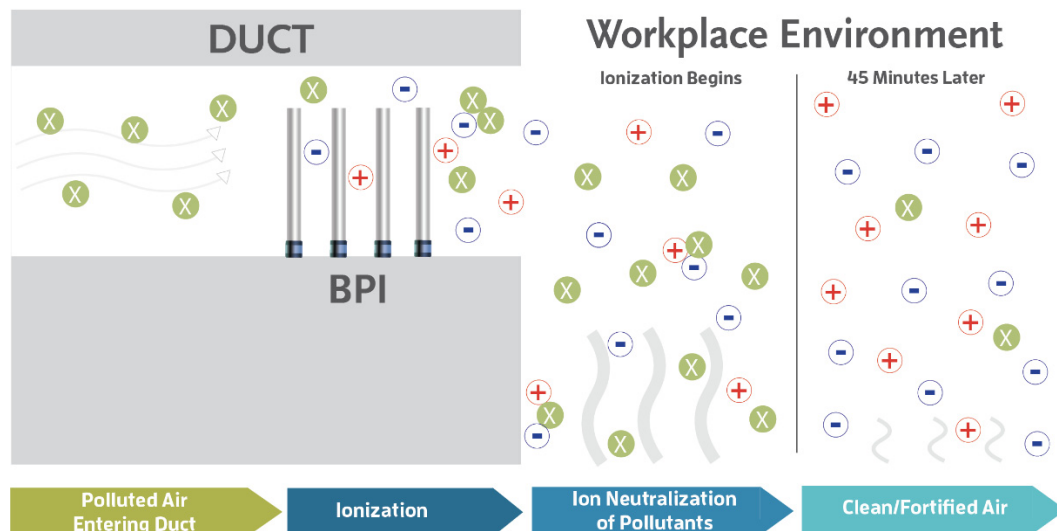 DUCT
Workplace Environment
Ionization Begins
45 Minutes Later
X
X
X
X
X
X
-
-
+
X
X
-
+
X
+
-
BPI
-
+
-
X
X
-
+
X
-
X
X
X
-
-
X
+
+
X
X
-
X
+
+
-
-
-
X
+
+
+
-
-
+
X
-
+
-
-
+
-
Polluted Air
Entering Duct
Ionization
Ion Neutralization
of Pollutants
Clean/Fortified Air